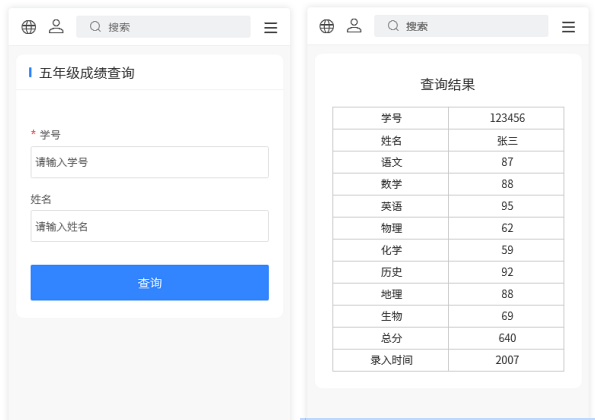 搜索
五年级成绩查询
* 学号
请输入学号
姓名
请输入姓名
查询
搜索
查询结果
学号 123456
姓名 张三
语文 87
数学 88
英语 95
物理 62
化学 59
历史 92
地理 88
生物 69
总分 640
录入时间 2007